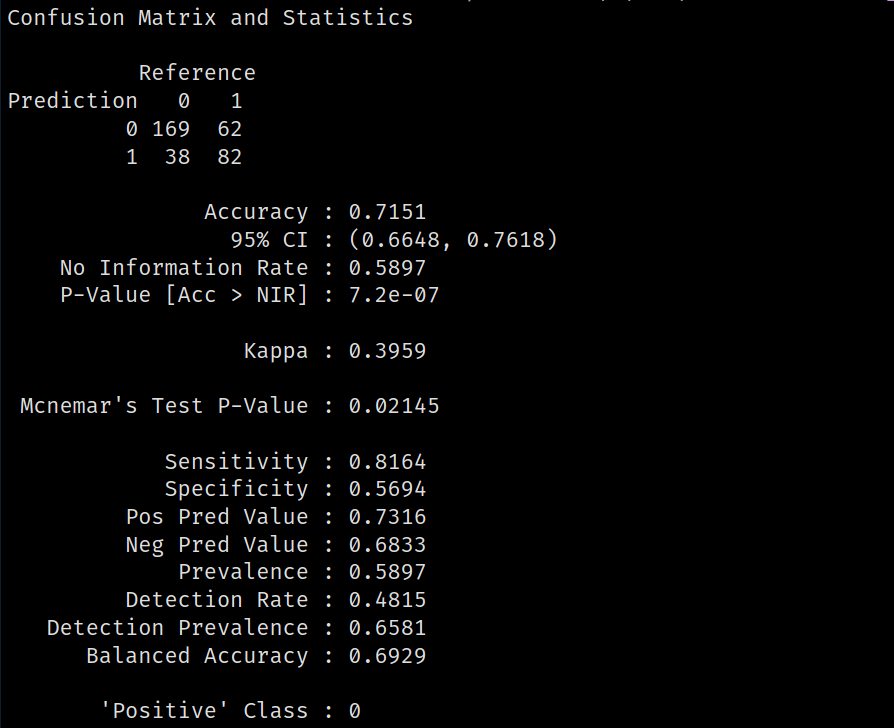 Confusion Matrix and Statistics
Reference
Prediction 0 1
0 169 62
1 38 82
Accuracy : 0.7151
95% CI : (0.6648, 0.7618)
No Information Rate : 0.5897
P-Value [Acc > NIR] : 7.2e-07
Kappa : 0.3959
Mcnemar's Test P-Value : 0.02145
Sensitivity : 0.8164
Specificity : 0.5694
Pos Pred Value : 0.7316
Neg Pred Value : 0.6833
Prevalence : 0.5897
Detection Rate : 0.4815
Detection Prevalence : 0.6581
Balanced Accuracy : 0.6929
'Positive' Class : 0